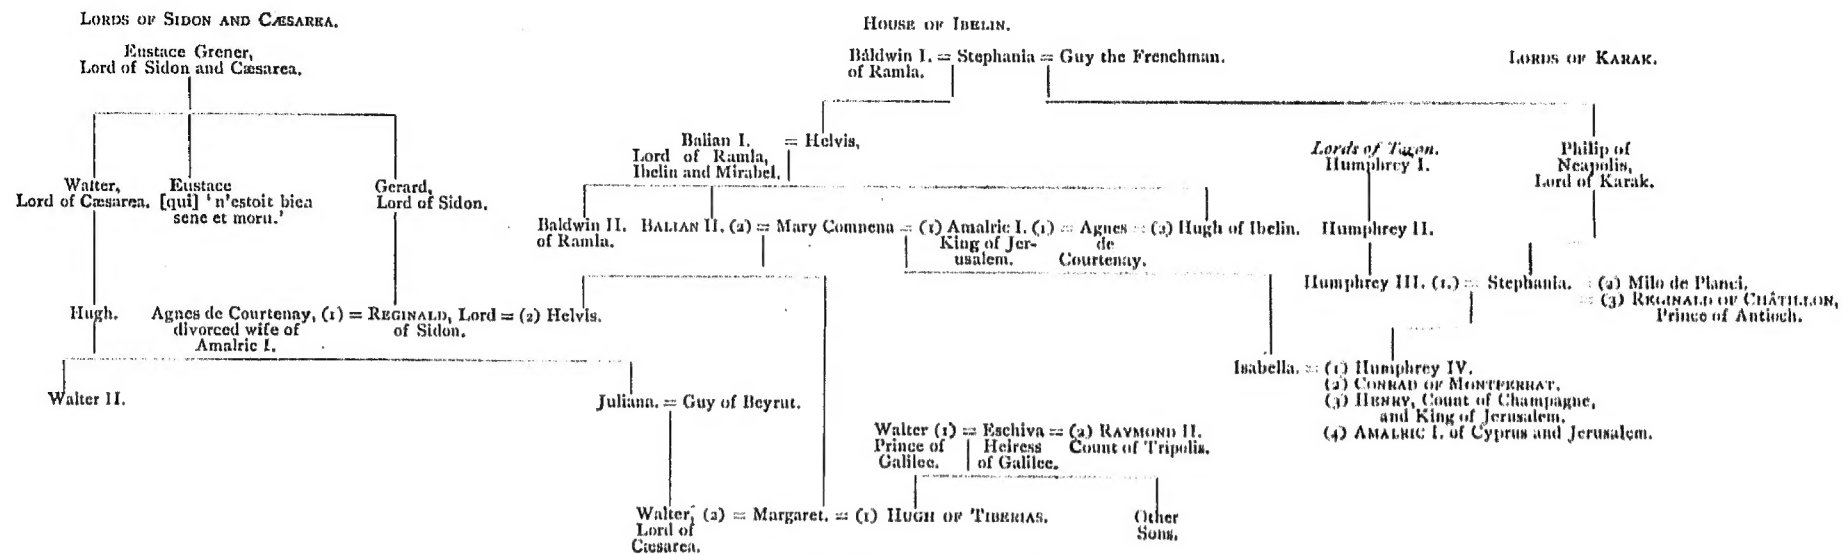 LORDS OF SIDON AND CÆSAREA.
HOUSE OF IBELIN.
Eustace Grener,
Lord of Sidon and Cæsarea.
Baldwin I. = Stephania = Guy the Frenchman.
of Ramla.
LORDS OF KARAK.
Balian I. = Helvis,
Lord of Ramla,
Ibelin and Mirabel.
Lords of Toron.
Humphrey I.
Philip of
Neapolis,
Lord of Karak.
Walter,
Lord of Cæsarea.
Eustace
[qui] 'n'estoit bien
sene et moru.'
Gerard,
Lord of Sidon.
Baldwin II.
of Ramla.
BALIAN II. (2) = Mary Comnena = (1) Amalric I. (1) = Agnes = (2) Hugh of Ibelin.
King of Jer-
usalem.
de
Courtenay.
Humphrey II.
Humphrey III. (1.) = Stephania. = (2) Milo de Planci.
= (3) REGINALD OF CHÂTILLON,
Prince of Antioch.
Hugh.
Agnes de Courtenay, (1) = REGINALD, Lord = (2) Helvis.
divorced wife of
Amalric I.
of Sidon.
Isabella. = (1) Humphrey IV.
(2) CONRAD OF MONTFERRAT.
(3) HENRY, Count of Champagne,
and King of Jerusalem.
(4) AMALRIC I. of Cyprus and Jerusalem.
Walter II.
Juliana. = Guy of Beyrut.
Walter (1) = Eschiva = (2) RAYMOND II.
Prince of
Galilee.
Heiress
of Galilee.
Count of Tripolis.
Walter, (2) = Margaret. = (1) HUGH OF TIBERIAS.
Lord of
Cæsarea.
Other
Sons.